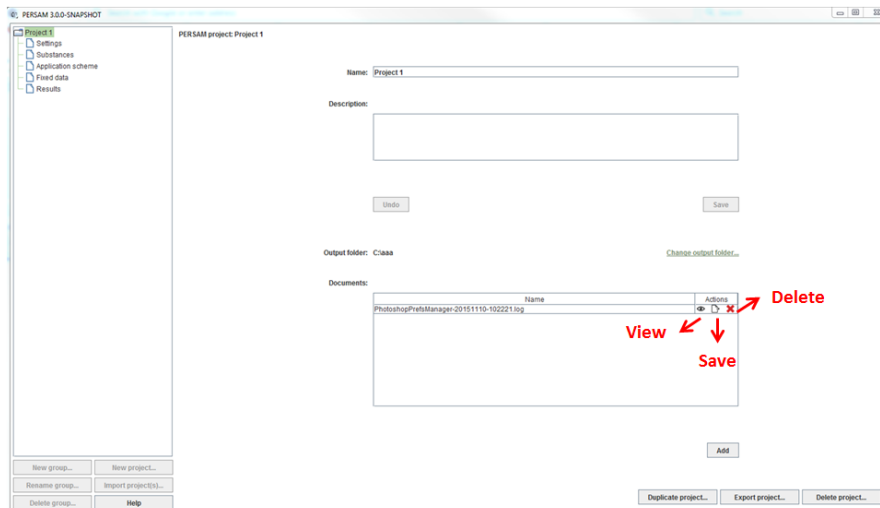 PERSAM 3.0.0-SNAPSHOT
Project 1
Settings
Substances
Application scheme
Fixed data
Results
PERSAM project: Project 1
Name: Project 1
Description:
Undo
Save
Output folder: C:\aaa
Change output folder...
Documents:
Name Actions
PhotoshopPrefsManager-20151110-102221.log
Delete
View
Save
Add
New group... New project...
Rename group... Import project(s)...
Delete group... Help
Duplicate project... Export project... Delete project...